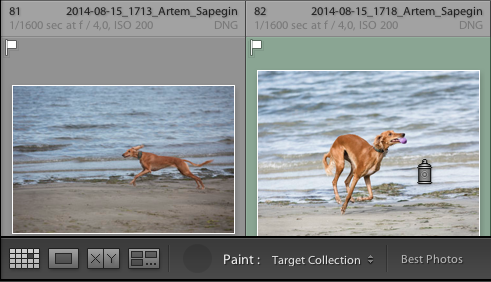 81 2014-08-15_1713_Artem_Sapegin
1/1600 sec at f / 4,0, ISO 200 DNG
82 2014-08-15_1718_Artem_Sapegin
1/1600 sec at f / 4,0, ISO 200 DNG
XY Paint : Target Collection Best Photos